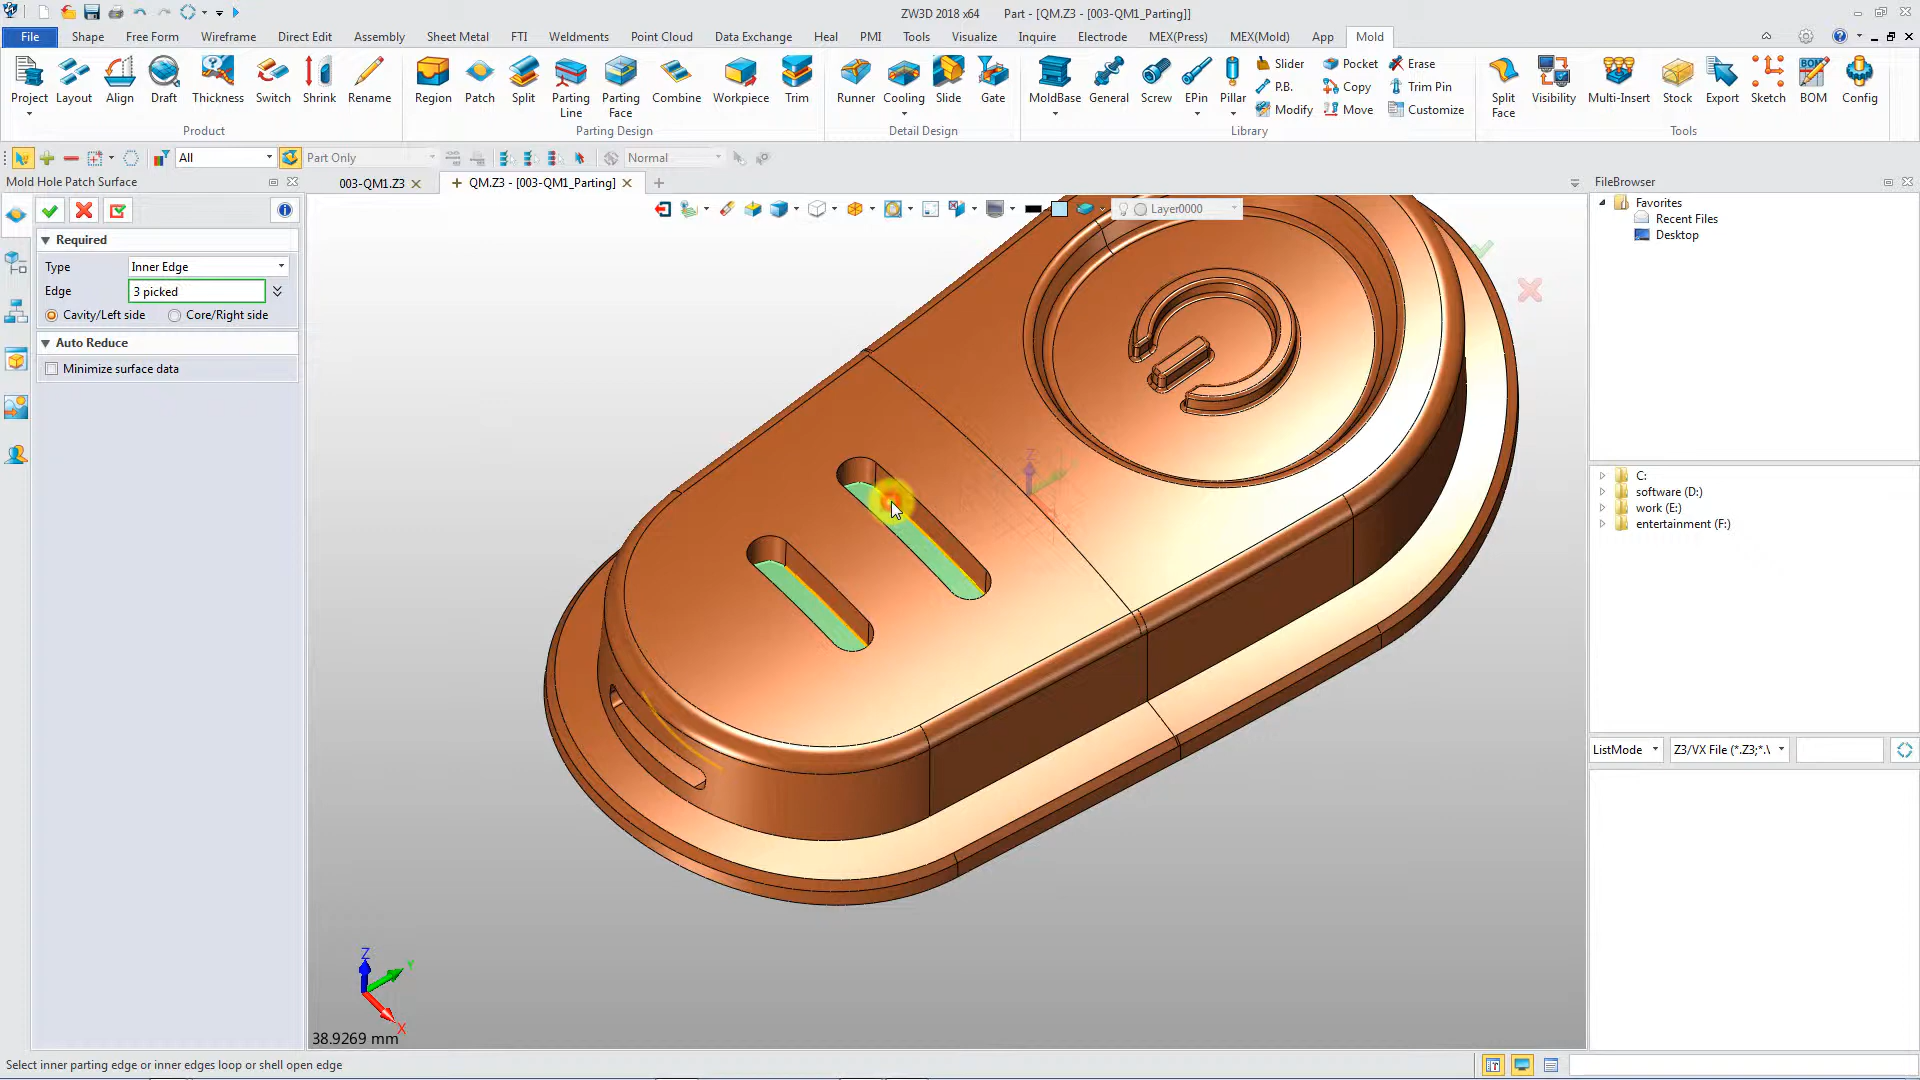 ZW3D 2018 x64 Part - [QM.Z3 - [003-QM1_Parting]]
File Shape Free Form Wireframe Direct Edit Assembly Sheet Metal FTI Weldments Point Cloud Data Exchange Heal PMI Tools Visualize Inquire Electrode MEX(Press) MEX(Mold) App Mold
Project Layout Align Draft Thickness Switch Shrink Rename Region Patch Split Parting Line Parting Face Combine Workpiece Trim Runner Cooling Slide Gate MoldBase General Screw EPin Pillar Slider Pocket Erase Split Face Visibility Multi-Insert Stock Export Sketch BOM Config
P.B. Copy Trim Pin
Modify Move Customize
Product Parting Design Detail Design Library Tools
All Part Only Normal
Mold Hole Patch Surface 003-QM1.Z3 QM.Z3 - [003-QM1_Parting] FileBrowser
Layer0000
Required
Type Inner Edge
Edge 3 picked
Cavity/Left side Core/Right side
Auto Reduce
Minimize surface data
Favorites
Recent Files
Desktop
C:
software (D:)
work (E:)
entertainment (F:)
ListMode Z3/VX File (*.Z3;*.\
BOM
Z
Y
X
Z
38.9269 mm
Select inner parting edge or inner edges loop or shell open edge